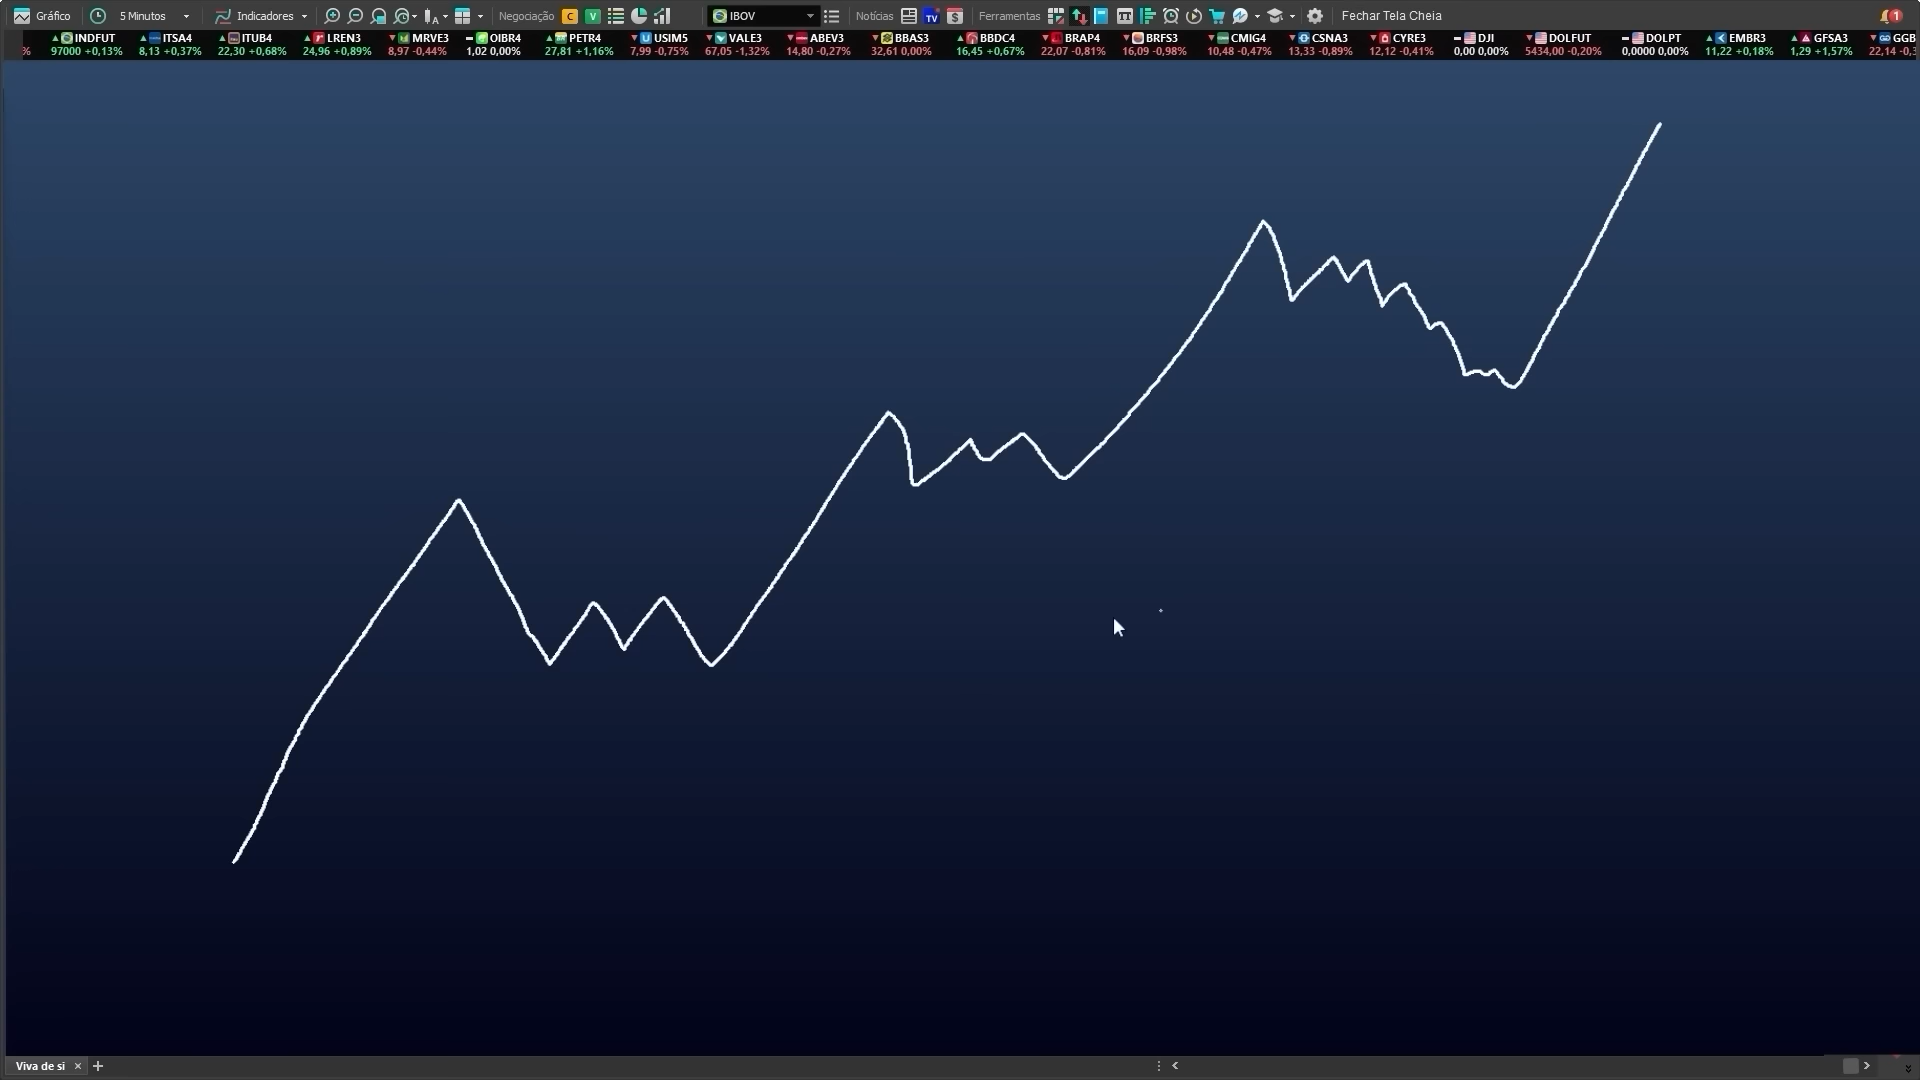 Gráfico 5 Minutos Indicadores Negociação C V IBOV Notícias TV $ Ferramentas Fechar Tela Cheia 1
% INDFUT ITSA4 ITUB4 LREN3 MRVE3 OIBR4 PETR4 USIM5 VALE3 ABEV3 BBAS3 BBDC4 BRAP4 BRFS3 CMIG4 CSNA3 CYRE3 DJI DOLFUT DOLPT EMBR3 GFSA3 GGB
97000 +0,13% 8,13 +0,37% 22,30 +0,68% 24,96 +0,89% 8,97 -0,44% 1,02 0,00% 27,81 +1,16% 7,99 -0,75% 67,05 -1,32% 14,80 -0,27% 32,61 0,00% 16,45 +0,67% 22,07 -0,81% 16,09 -0,98% 10,48 -0,47% 13,33 -0,89% 12,12 -0,41% 0,00 0,00% 5434,00 -0,20% 0,0000 0,00% 11,22 +0,18% 1,29 +1,57% 22,14
Viva de si